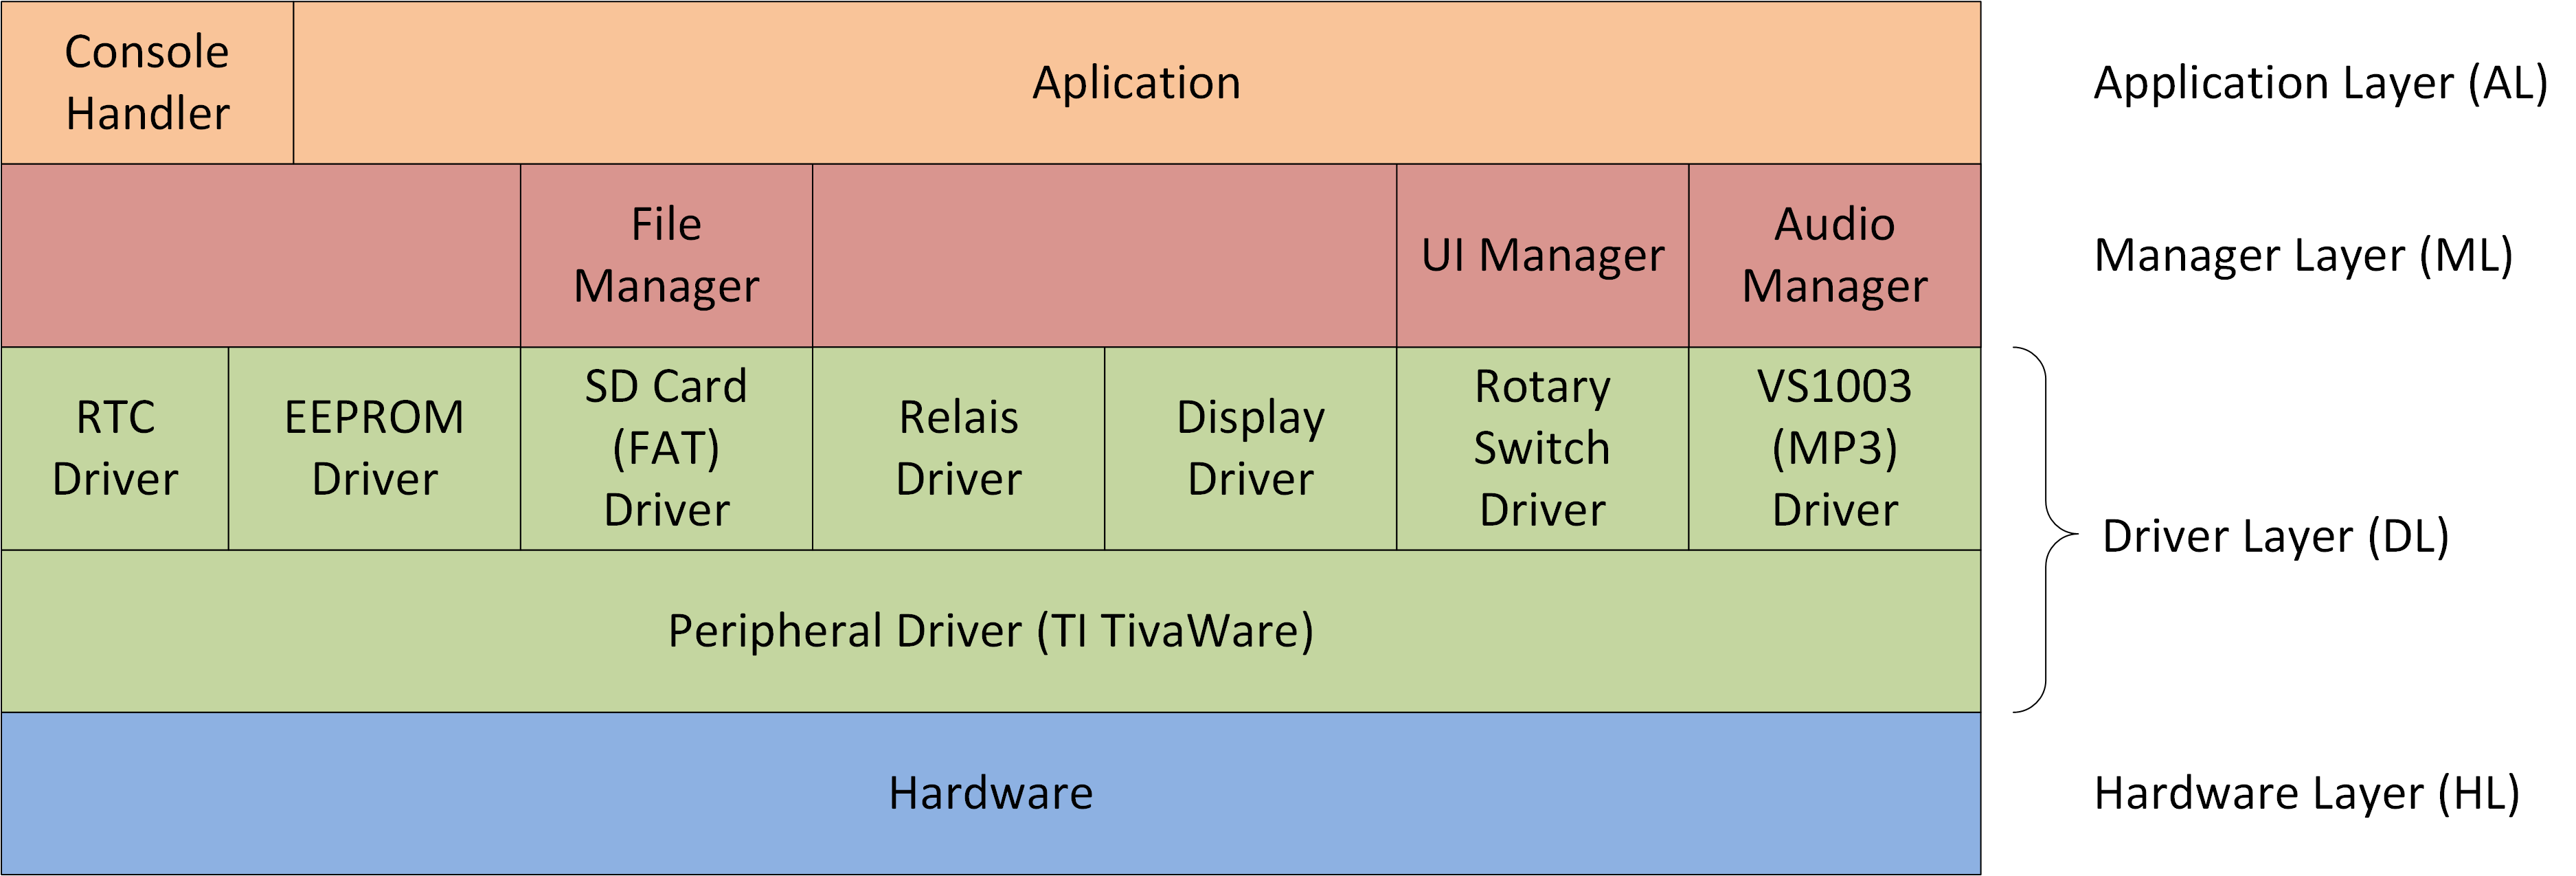 Console
Handler
Aplication
Application Layer (AL)
File
Manager
UI Manager
Audio
Manager
Manager Layer (ML)
RTC
Driver
EEPROM
Driver
SD Card
(FAT)
Driver
Relais
Driver
Display
Driver
Rotary
Switch
Driver
VS1003
(MP3)
Driver
Driver Layer (DL)
Peripheral Driver (TI TivaWare)
Hardware
Hardware Layer (HL)